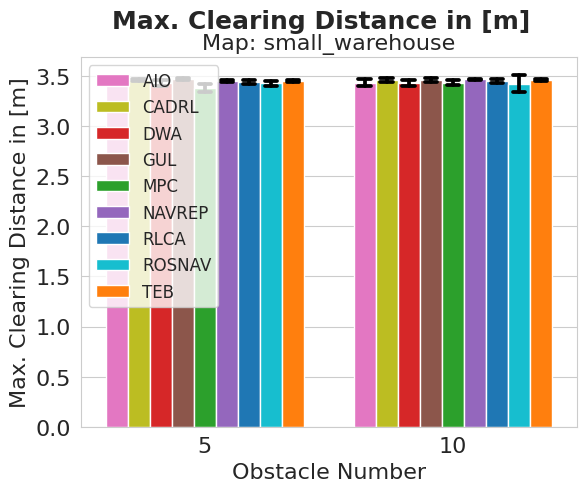 Max. Clearing Distance in [m]
Map: small_warehouse
Max. Clearing Distance in [m]
3.5
3.0
2.5
2.0
1.5
1.0
0.5
0.0
AIO
CADRL
DWA
GUL
MPC
NAVREP
RLCA
ROSNAV
TEB
5
10
Obstacle Number